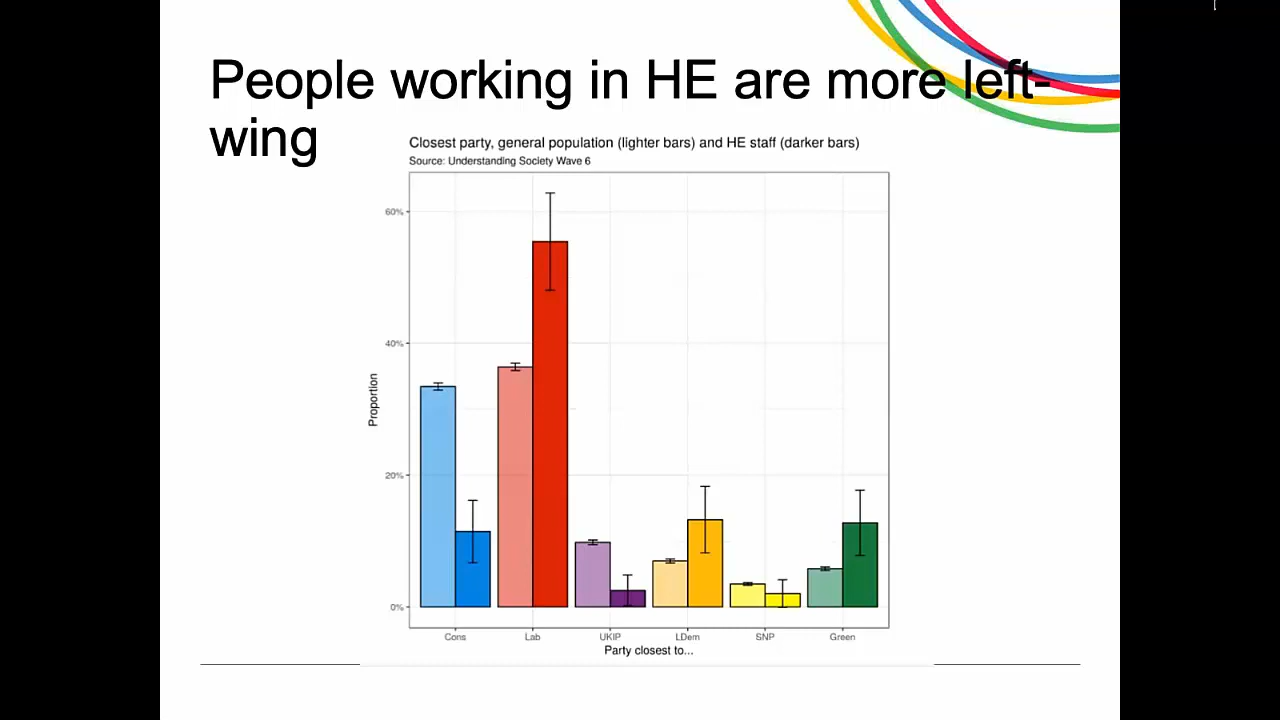 People working in HE are more left-
wing
Closest party, general population (lighter bars) and HE staff (darker bars)
Source: Understanding Society Wave 6
60%
40%
20%
0%
Proportion
Cons Lab UKIP LDem SNP Green
Party closest to...